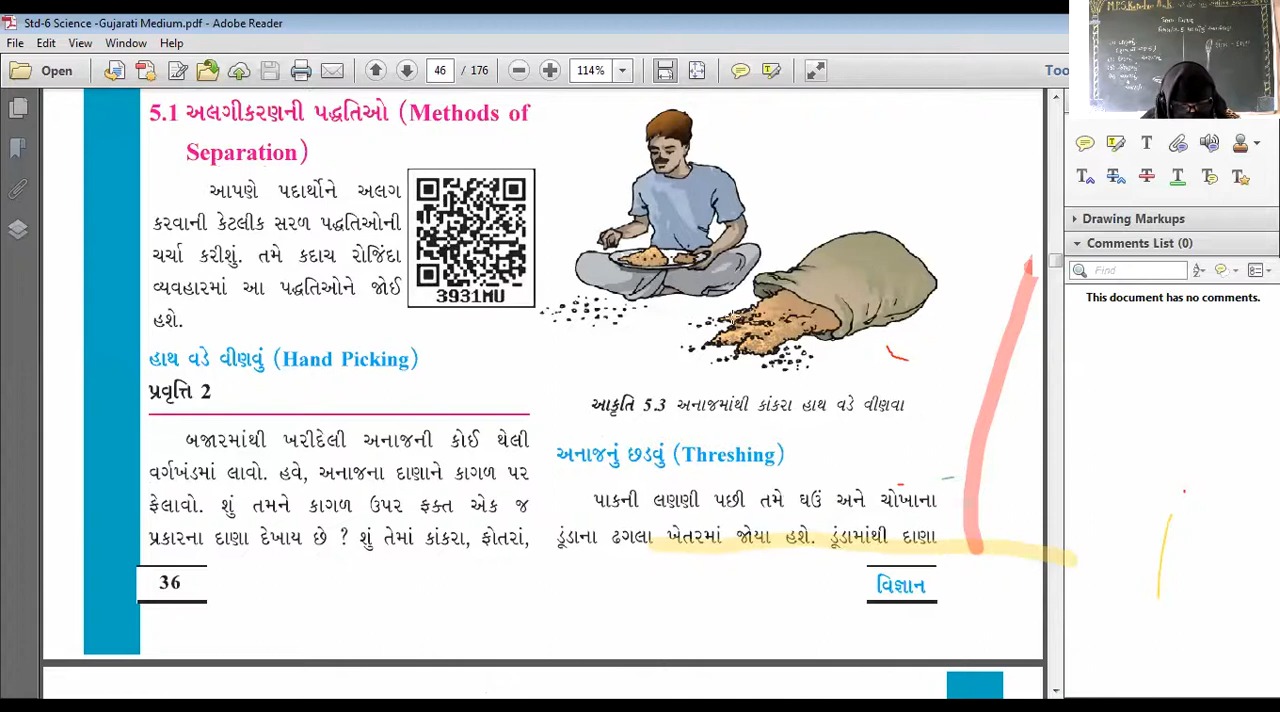 Std-6 Science -Gujarati Medium.pdf - Adobe Reader
File Edit View Window Help
Open 46 / 176 114% Too
5.1 અલગીકરણની પદ્ધતિઓ (Methods of
Separation)
આપણે પદાર્થોને અલગ
કરવાની કેટલીક સરળ પદ્ધતિઓની
ચર્ચા કરીશું. તમે કદાચ રોજિંદા
વ્યવહારમાં આ પદ્ધતિઓને જોઈ
હશે.
3931MU
હાથ વડે વીણવું (Hand Picking)
પ્રવૃત્તિ 2
બજારમાંથી ખરીદેલી અનાજની કોઈ થેલી
વર્ગખંડમાં લાવો. હવે, અનાજના દાણાને કાગળ પર
ફેલાવો. શું તમને કાગળ ઉપર ફક્ત એક જ
પ્રકારના દાણા દેખાય છે ? શું તેમાં કાંકરા, ફોતરાં,
36
આકૃતિ 5.3 અનાજમાંથી કાંકરા હાથ વડે વીણવા
અનાજનું છડવું (Threshing)
પાકની લણણી પછી તમે ઘઉં અને ચોખાના
ડૂંડાના ઢગલા ખેતરમાં જોયા હશે. ડૂંડામાંથી દાણા
વિજ્ઞાન
Drawing Markups
Comments List (0)
Find
This document has no comments.